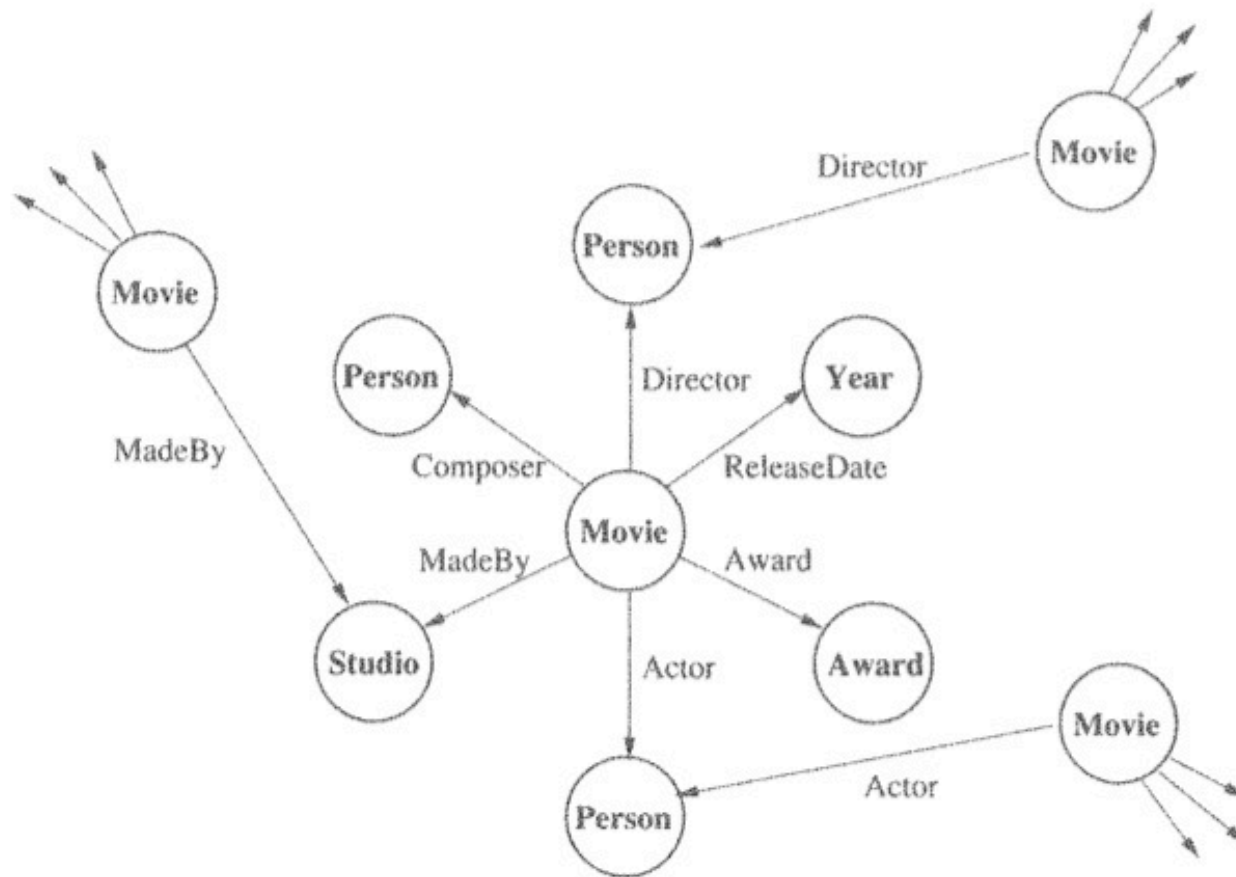 Movie
Director
Person
Movie
Person
Director
Year
MadeBy
Composer
ReleaseDate
Movie
MadeBy
Award
Studio
Actor
Award
Movie
Actor
Person